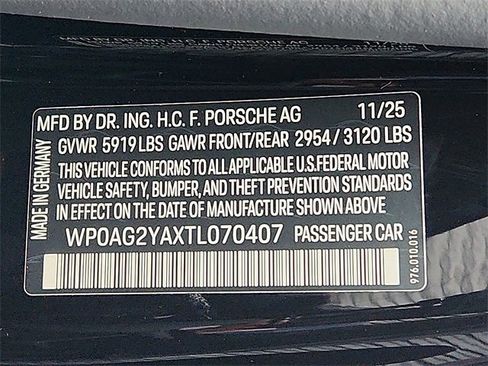 MFD BY DR. ING. H.C. F. PORSCHE AG 11/25
GVWR 5919 LBS GAWR FRONT/REAR 2954 / 3120 LBS
THIS VEHICLE CONFORMS TO ALL APPLICABLE U.S.FEDERAL MOTOR
VEHICLE SAFETY, BUMPER, AND THEFT PREVENTION STANDARDS
IN EFFECT ON THE DATE OF MANUFACTURE SHOWN ABOVE
WP0AG2YAXTL070407 PASSENGER CAR
MADE IN GERMANY
976.010.016